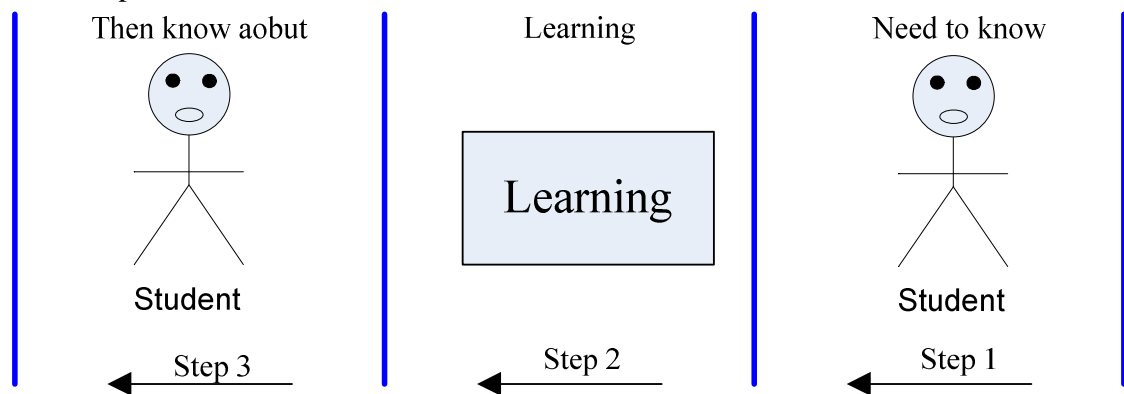 Then know aobut
Learning
Need to know
Learning
Student
Student
Step 3
Step 2
Step 1